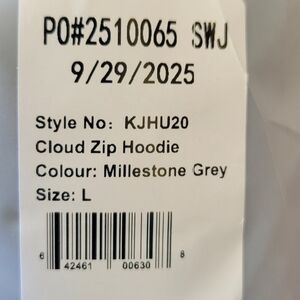 PO#2510065 SWJ
9/29/2025
Style No: KJHU20
Cloud Zip Hoodie
Colour: Millestone Grey
Size: L
6 42461 00630 8